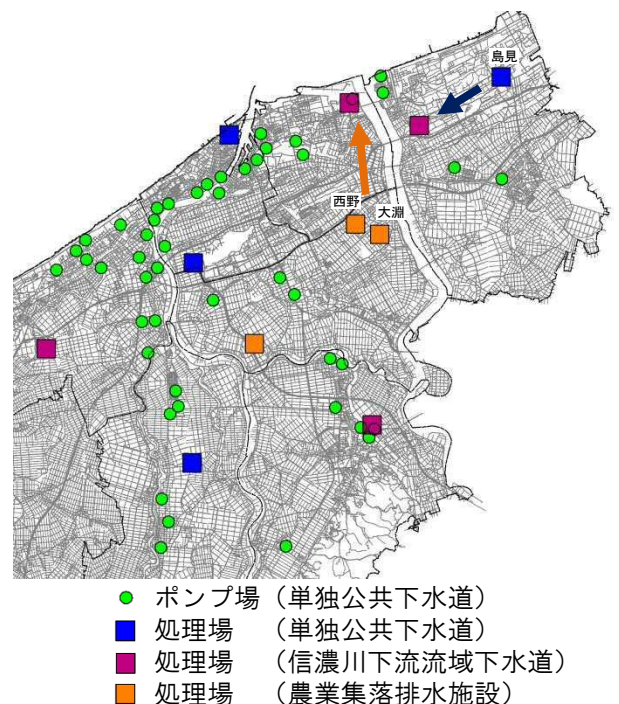 島見
西野
大淵
ポンプ場（単独公共下水道）
処理場　（単独公共下水道）
処理場　（信濃川下流流域下水道）
処理場　（農業集落排水施設）